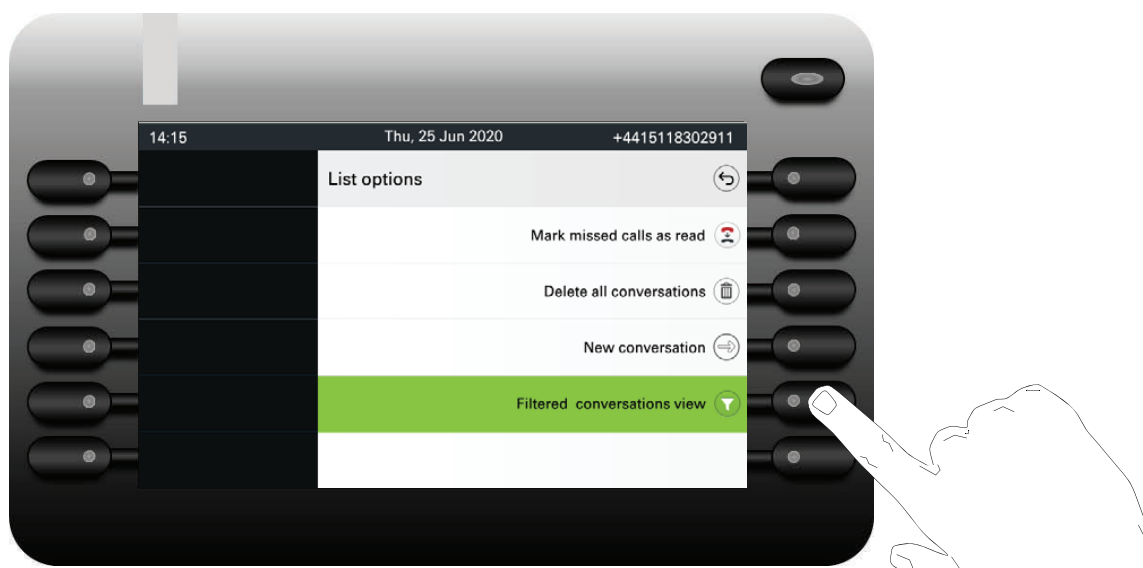 14:15 Thu, 25 Jun 2020 +4415118302911
List options
Mark missed calls as read
Delete all conversations
New conversation
Filtered conversations view